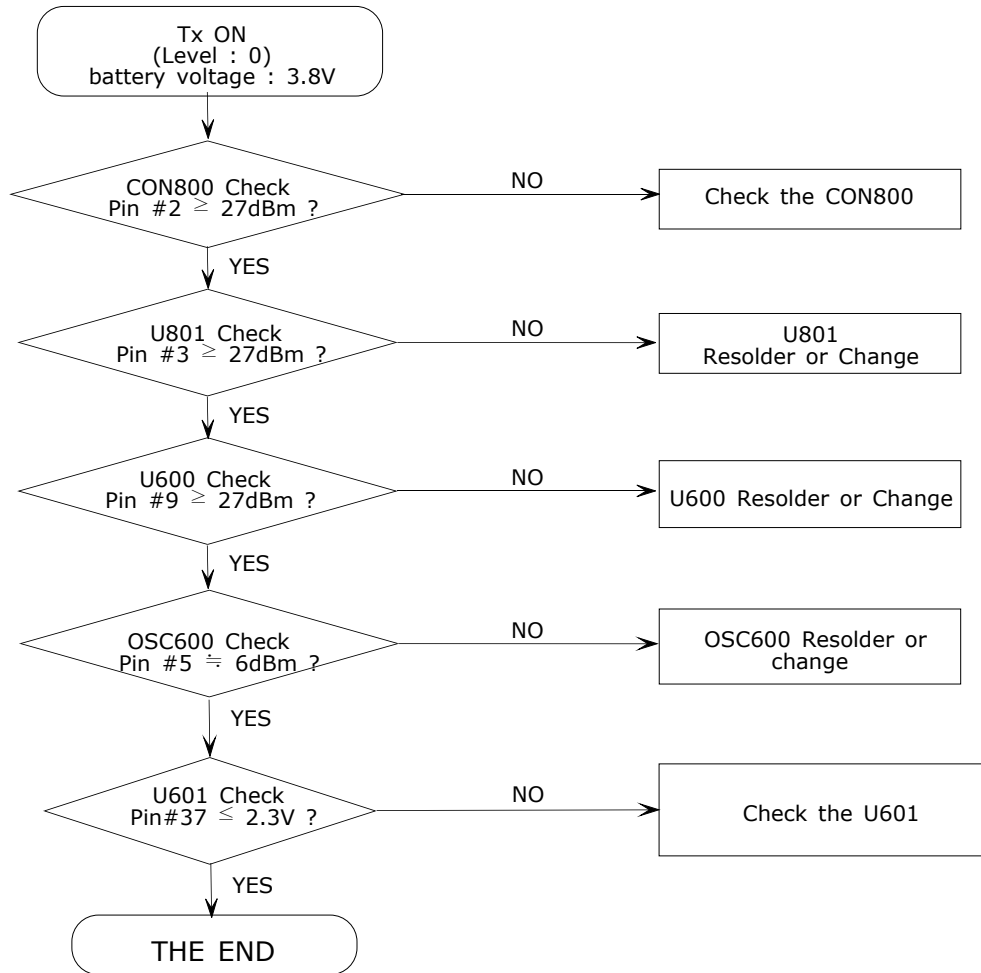 Tx ON
(Level : 0)
battery voltage : 3.8V
CON800 Check
Pin #2 ≥ 27dBm ?
NO
Check the CON800
YES
U801 Check
Pin #3 ≥ 27dBm ?
NO
U801
Resolder or Change
YES
U600 Check
Pin #9 ≥ 27dBm ?
NO
U600 Resolder or Change
YES
OSC600 Check
Pin #5 ≒ 6dBm ?
NO
OSC600 Resolder or
change
YES
U601 Check
Pin#37 ≤ 2.3V ?
NO
Check the U601
YES
THE END